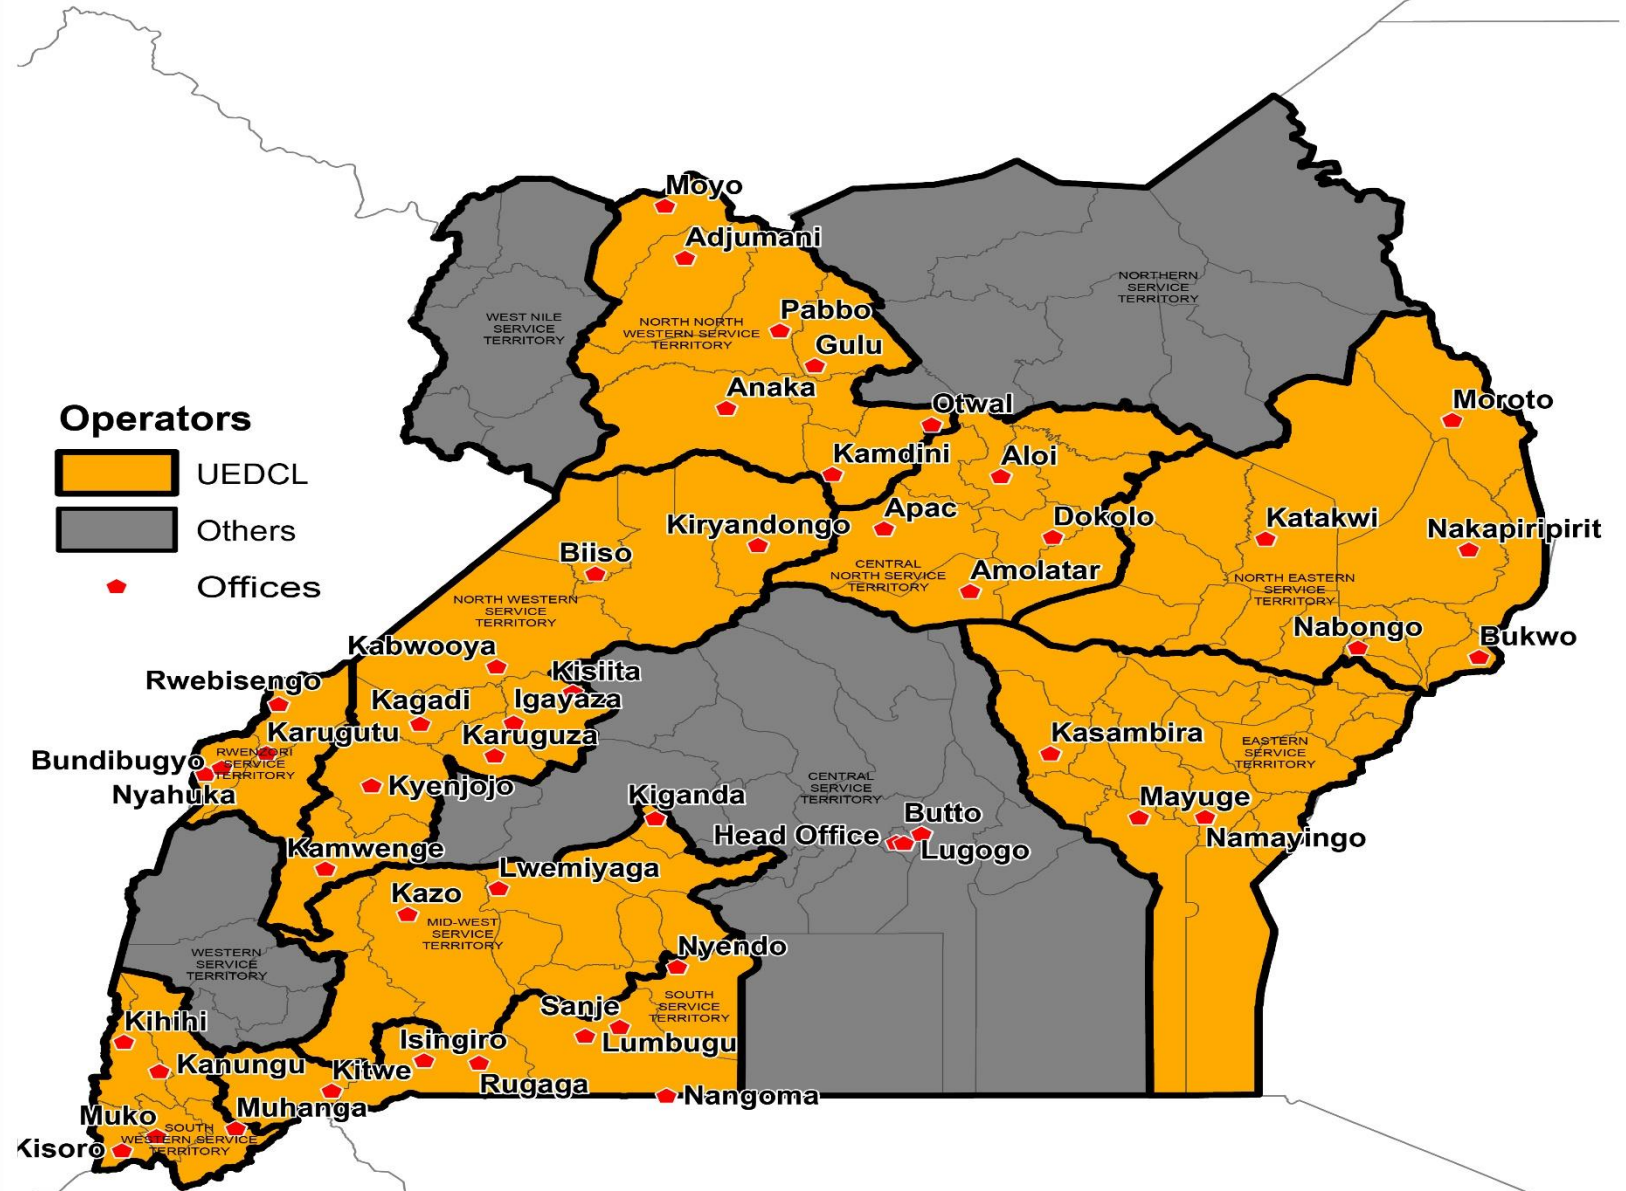 Moyo
Adjumani
NORTHERN
SERVICE
TERRITORY
Pabbo
WEST NILE
SERVICE
TERRITORY
NORTH NORTH
WESTERN SERVICE
TERRITORY
Gulu
Anaka
Otwal
Moroto
Operators
UEDCL
Others
Offices
Kamdini
Aloi
Apac
Dokolo
Katakwi
Nakapiripirit
Kiryandongo
Biiso
CENTRAL
NORTH SERVICE
TERRITORY
Amolatar
NORTH EASTERN
SERVICE
TERRITORY
NORTH WESTERN
SERVICE
TERRITORY
Nabongo
Bukwo
Kabwooya
Kisiita
Rwebisengo
Kagadi
Igayaza
Karugutu
Karuguza
Kasambira
EASTERN
SERVICE
TERRITORY
Bundibugyo
RWENZORI
SERVICE
TERRITORY
Nyahuka
Kyenjojo
Kiganda
CENTRAL
SERVICE
TERRITORY
Mayuge
Butto
Head Office
Lugogo
Namayingo
Kamwenge
Lwemiyaga
Kazo
MID-WEST
SERVICE
TERRITORY
Nyendo
WESTERN
SERVICE
TERRITORY
Sanje
SOUTH
SERVICE
TERRITORY
Kihihi
Isingiro
Lumbugu
Kanungu
Kitwe
Rugaga
Nangoma
Muko
Muhanga
SOUTH
WESTERN SERVICE
TERRITORY
Kisoro